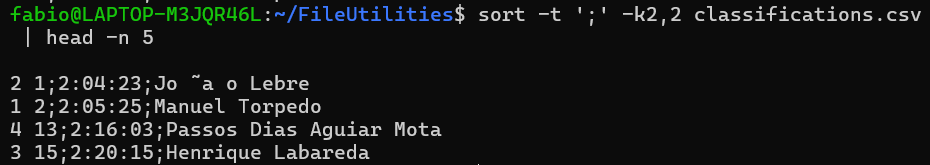 fabio@LAPTOP-M3JQR46L:~/FileUtilities$ sort -t ';' -k2,2 classifications.csv
| head -n 5
2 1;2:04:23;Jo ˜a o Lebre
1 2;2:05:25;Manuel Torpedo
4 13;2:16:03;Passos Dias Aguiar Mota
3 15;2:20:15;Henrique Labareda